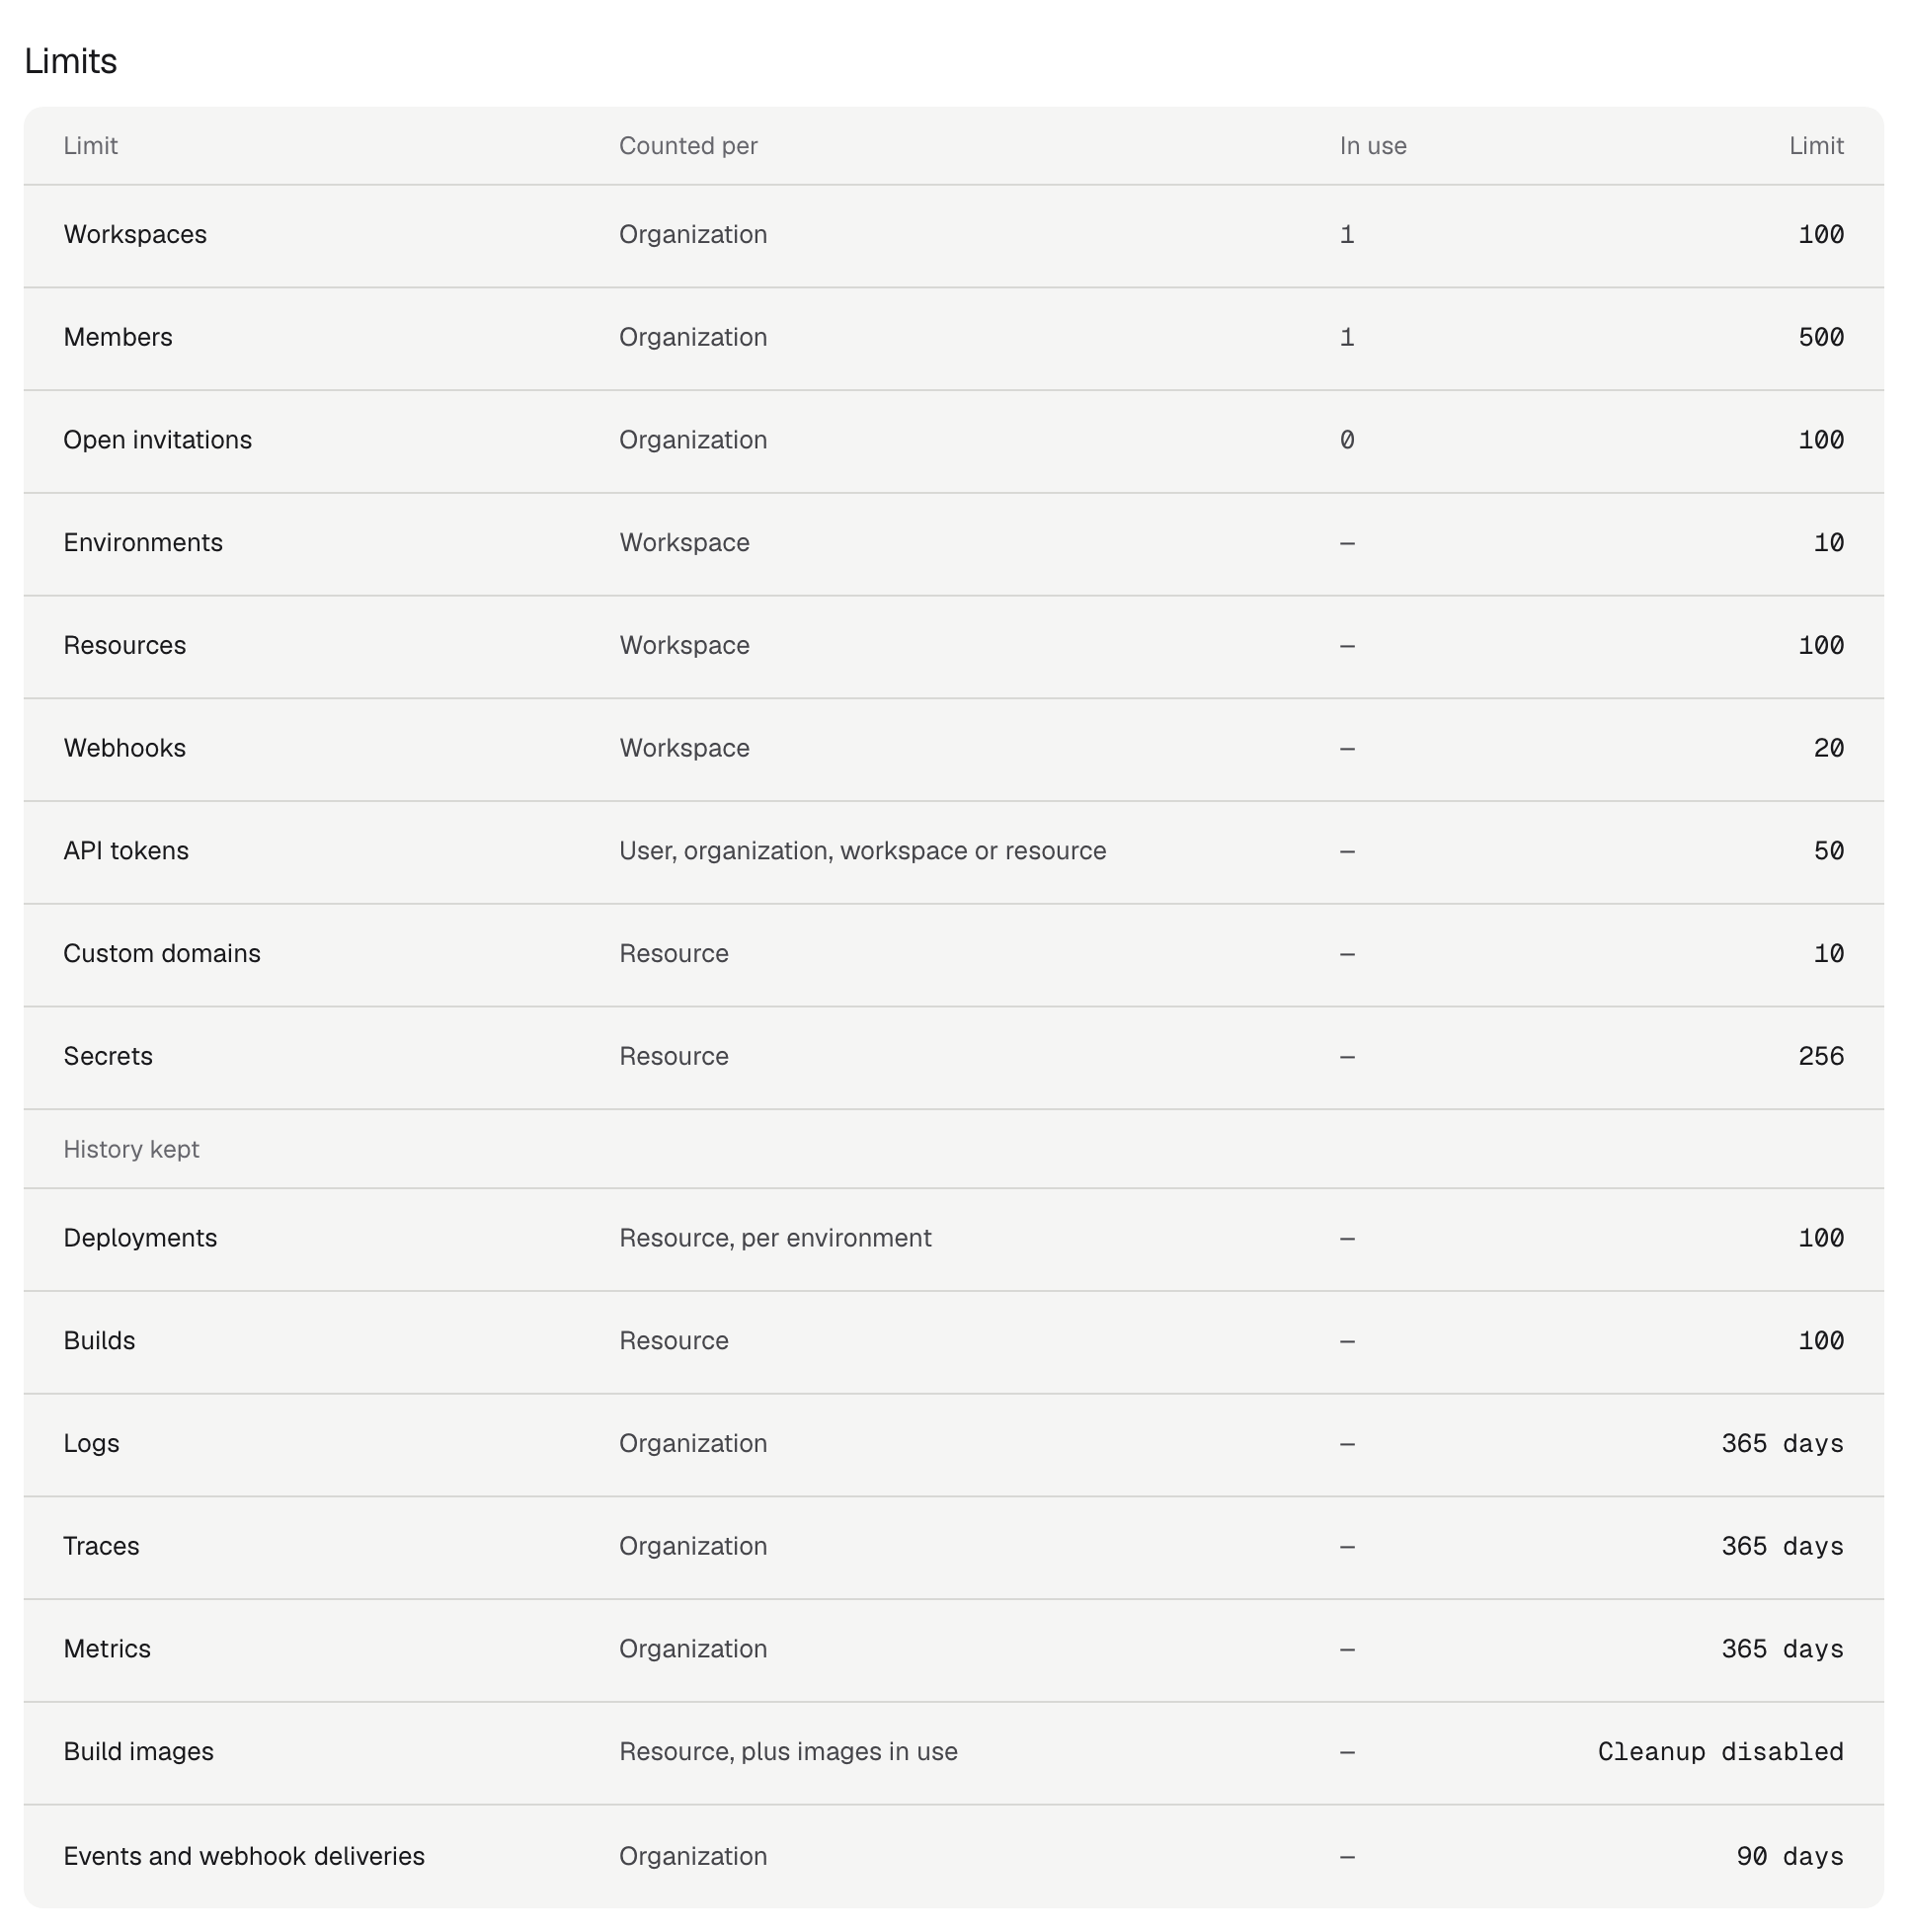 Limits
Limit Counted per In use Limit
Workspaces Organization 1 100
Members Organization 1 500
Open invitations Organization 0 100
Environments Workspace – 10
Resources Workspace – 100
Webhooks Workspace – 20
API tokens User, organization, workspace or resource – 50
Custom domains Resource – 10
Secrets Resource – 256
History kept
Deployments Resource, per environment – 100
Builds Resource – 100
Logs Organization – 365 days
Traces Organization – 365 days
Metrics Organization – 365 days
Build images Resource, plus images in use – Cleanup disabled
Events and webhook deliveries Organization – 90 days